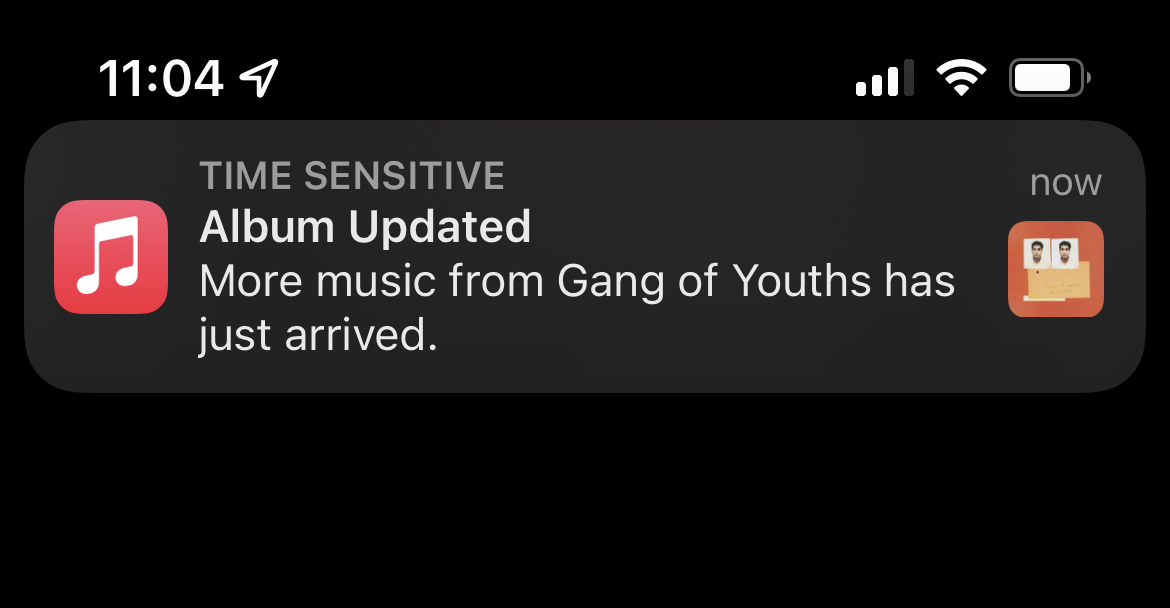 11:04
TIME SENSITIVE
now
Album Updated
More music from Gang of Youths has
just arrived.